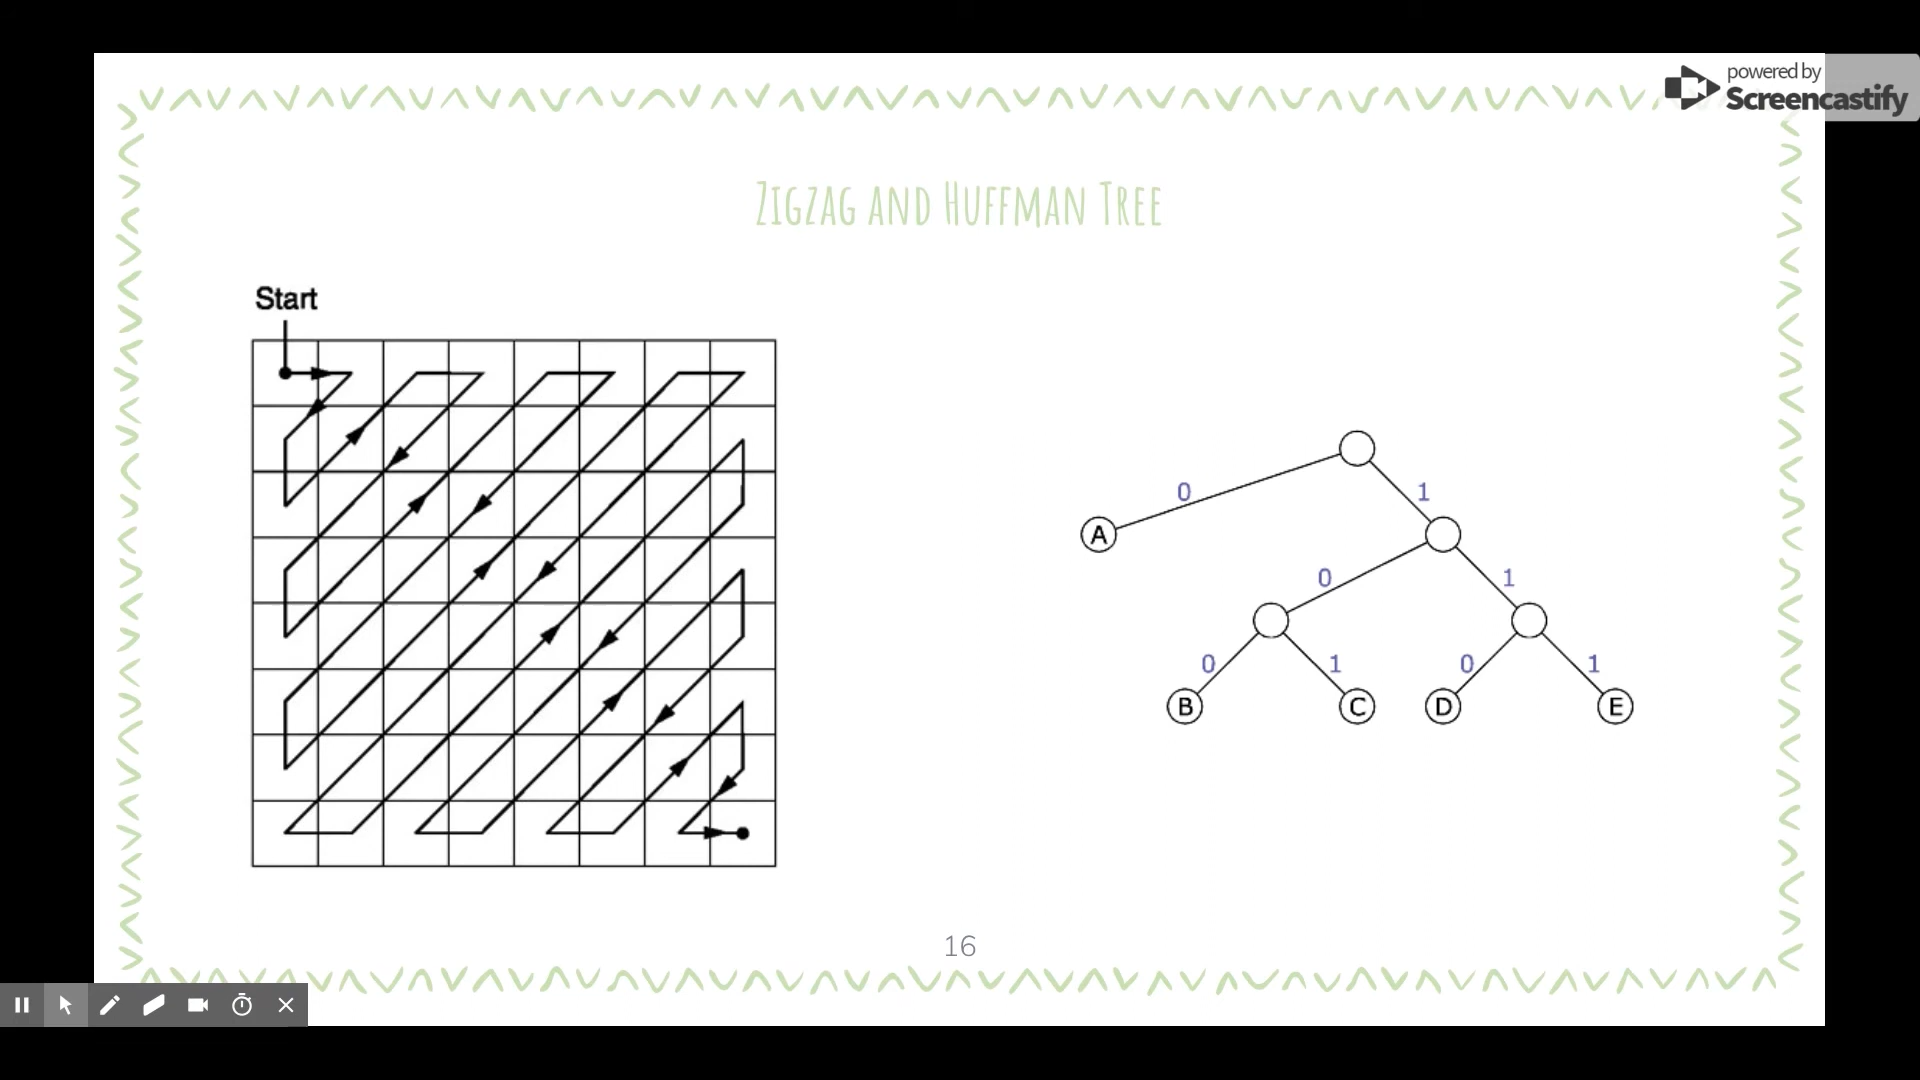 powered by
Screencastify
Zigzag and Huffman Tree
Start
0
1
A
0
1
0
1
0
1
B
C
D
E
16